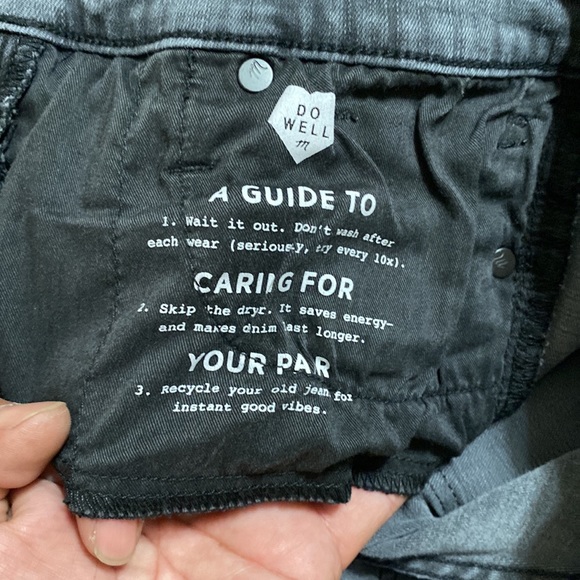 DO
WELL
m
A GUIDE TO
1. Wait it out. Don't wash after
each wear (seriously, try every 10x).
CARING FOR
2. Skip the dryr. It saves energy—
and makes dnim last longer.
YOUR PAR
3. Recycle your old jean for
instant good vibes.